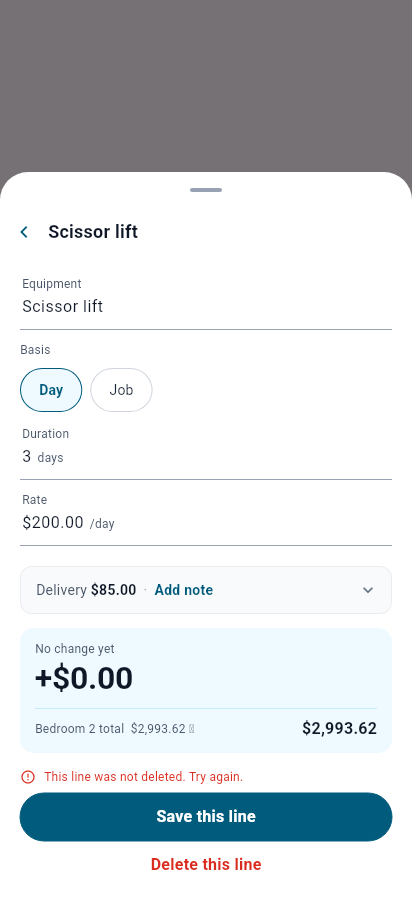 Scissor lift
Equipment
Scissor lift
Basis
Day Job
Duration
3 days
Rate
$200.00 /day
Delivery $85.00 · Add note
No change yet
+$0.00
Bedroom 2 total $2,993.62 $2,993.62
This line was not deleted. Try again.
Save this line
Delete this line